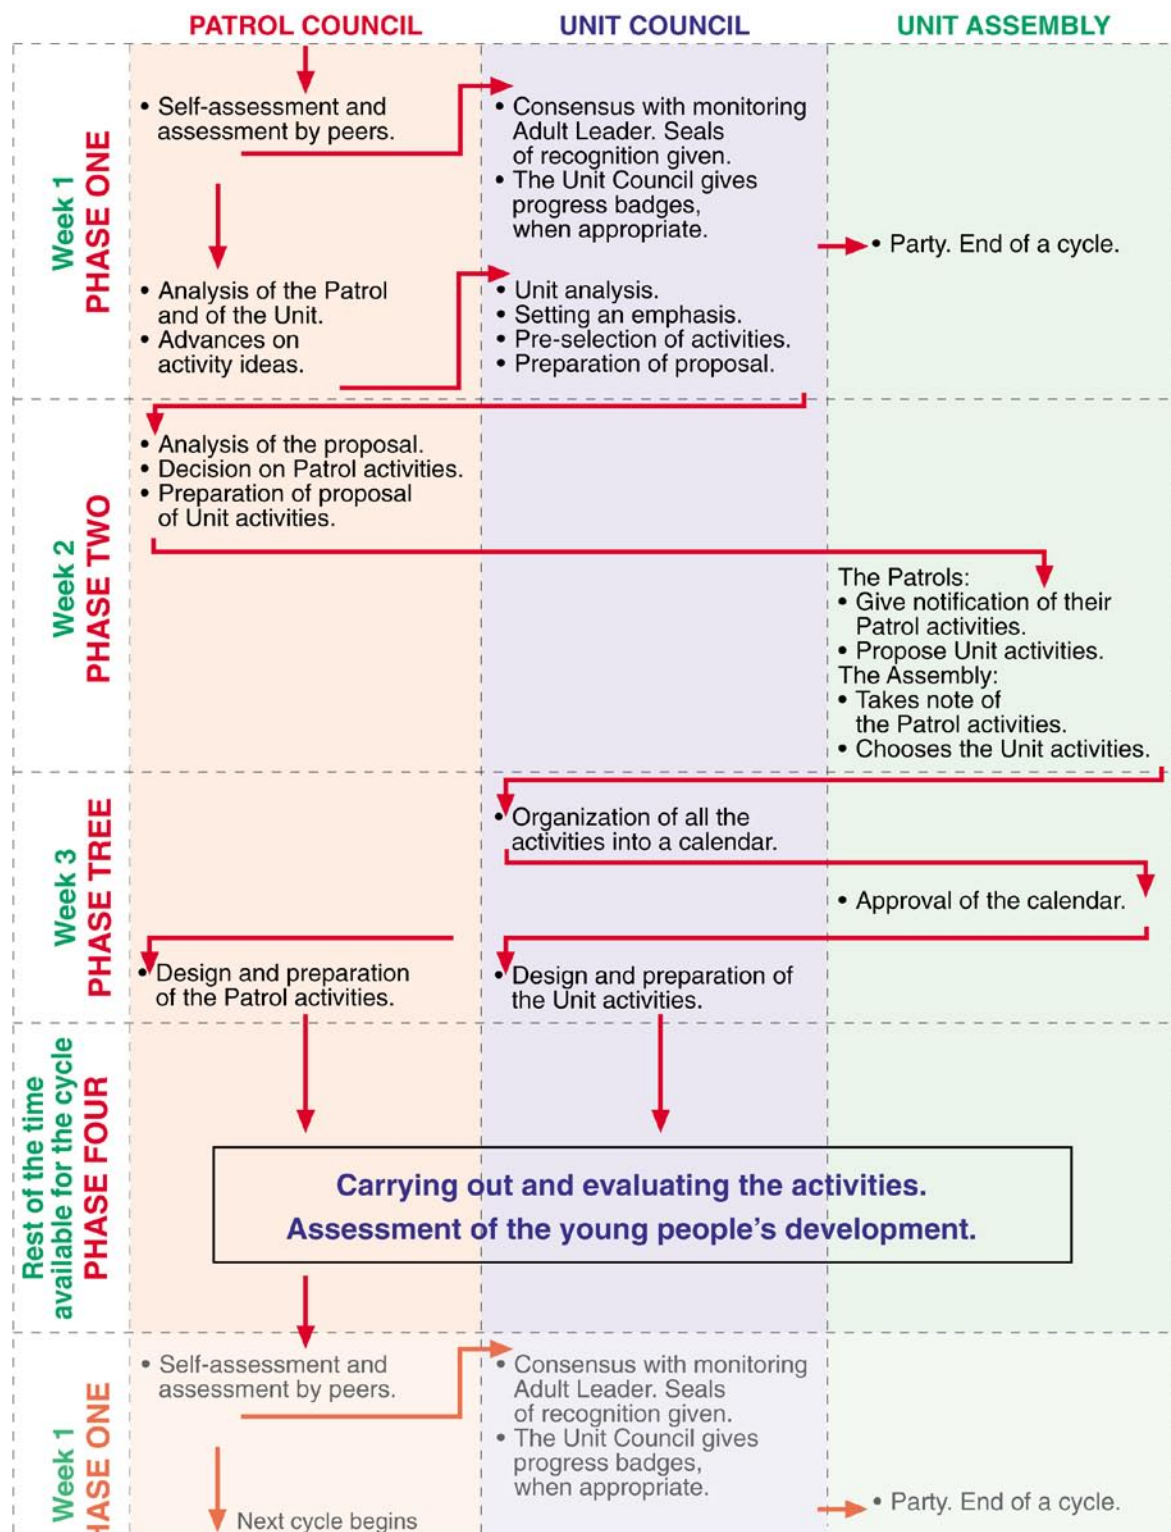 PATROL COUNCIL
UNIT COUNCIL
UNIT ASSEMBLY
Week 1
PHASE ONE
• Self-assessment and
assessment by peers.
• Consensus with monitoring
Adult Leader. Seals
of recognition given.
• The Unit Council gives
progress badges,
when appropriate.
• Party. End of a cycle.
• Analysis of the Patrol
and of the Unit.
• Advances on
activity ideas.
• Unit analysis.
• Setting an emphasis.
• Pre-selection of activities.
• Preparation of proposal.
Week 2
PHASE TWO
• Analysis of the proposal.
• Decision on Patrol activities.
• Preparation of proposal
of Unit activities.
The Patrols:
• Give notification of their
Patrol activities.
• Propose Unit activities.
The Assembly:
• Takes note of
the Patrol activities.
• Chooses the Unit activities.
Week 3
PHASE TREE
• Organization of all the
activities into a calendar.
• Approval of the calendar.
• Design and preparation
of the Patrol activities.
• Design and preparation of
the Unit activities.
Rest of the time
available for the cycle
PHASE FOUR
Carrying out and evaluating the activities.
Assessment of the young people's development.
Week 1
PHASE ONE
• Self-assessment and
assessment by peers.
• Consensus with monitoring
Adult Leader. Seals
of recognition given.
• The Unit Council gives
progress badges,
when appropriate.
• Party. End of a cycle.
Next cycle begins